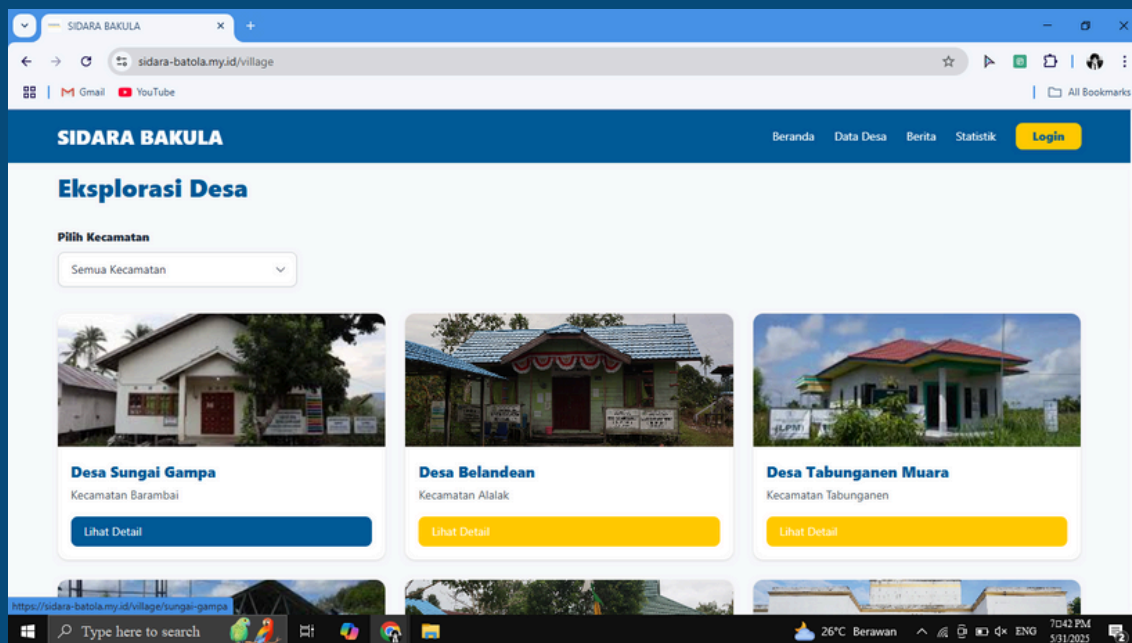 SIDARA BAKULA
sidara-batola.my.id/village
Gmail YouTube All Bookmarks
SIDARA BAKULA Beranda Data Desa Berita Statistik Login
Eksplorasi Desa
Pilih Kecamatan
Semua Kecamatan
(LPM)
Desa Sungai Gampa
Kecamatan Barambai
Lihat Detail
Desa Belandean
Kecamatan Alalak
Lihat Detail
Desa Tabunganen Muara
Kecamatan Tabunganen
Lihat Detail
https://sidara-batola.my.id/village/sungai-gampa
Type here to search 26°C Berawan ENG 7:42 PM
5/31/2025
2